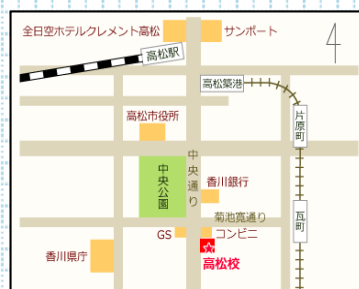 全日空ホテルクレメント高松
サンポート
高松駅
高松築港
高松市役所
片原町
中央公園
中央通り
香川銀行
瓦町
菊池寛通り
GS
コンビニ
香川県庁
高松校
4